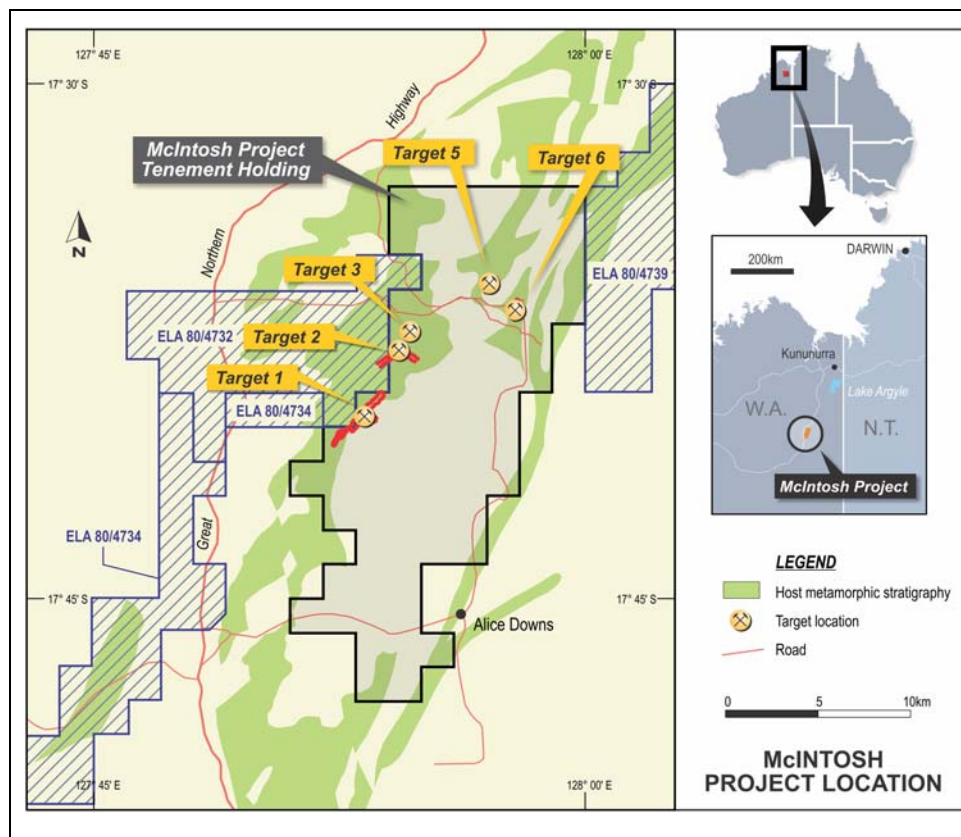 127° 45' E
128° 00' E
17° 30' S
17° 30' S
Highway
McIntosh Project
Tenement Holding
Target 5
Target 6
N
Northern
Target 3
ELA 80/4739
ELA 80/4732
Target 2
Target 1
ELA 80/4734
ELA 80/4734
Great
17° 45' S
17° 45' S
Alice Downs
127° 45' E
128° 00' E
200km
DARWIN
Kununurra
Lake Argyle
W.A.
N.T.
McIntosh Project
LEGEND
Host metamorphic stratigraphy
Target location
Road
0 5 10km
McINTOSH
PROJECT LOCATION